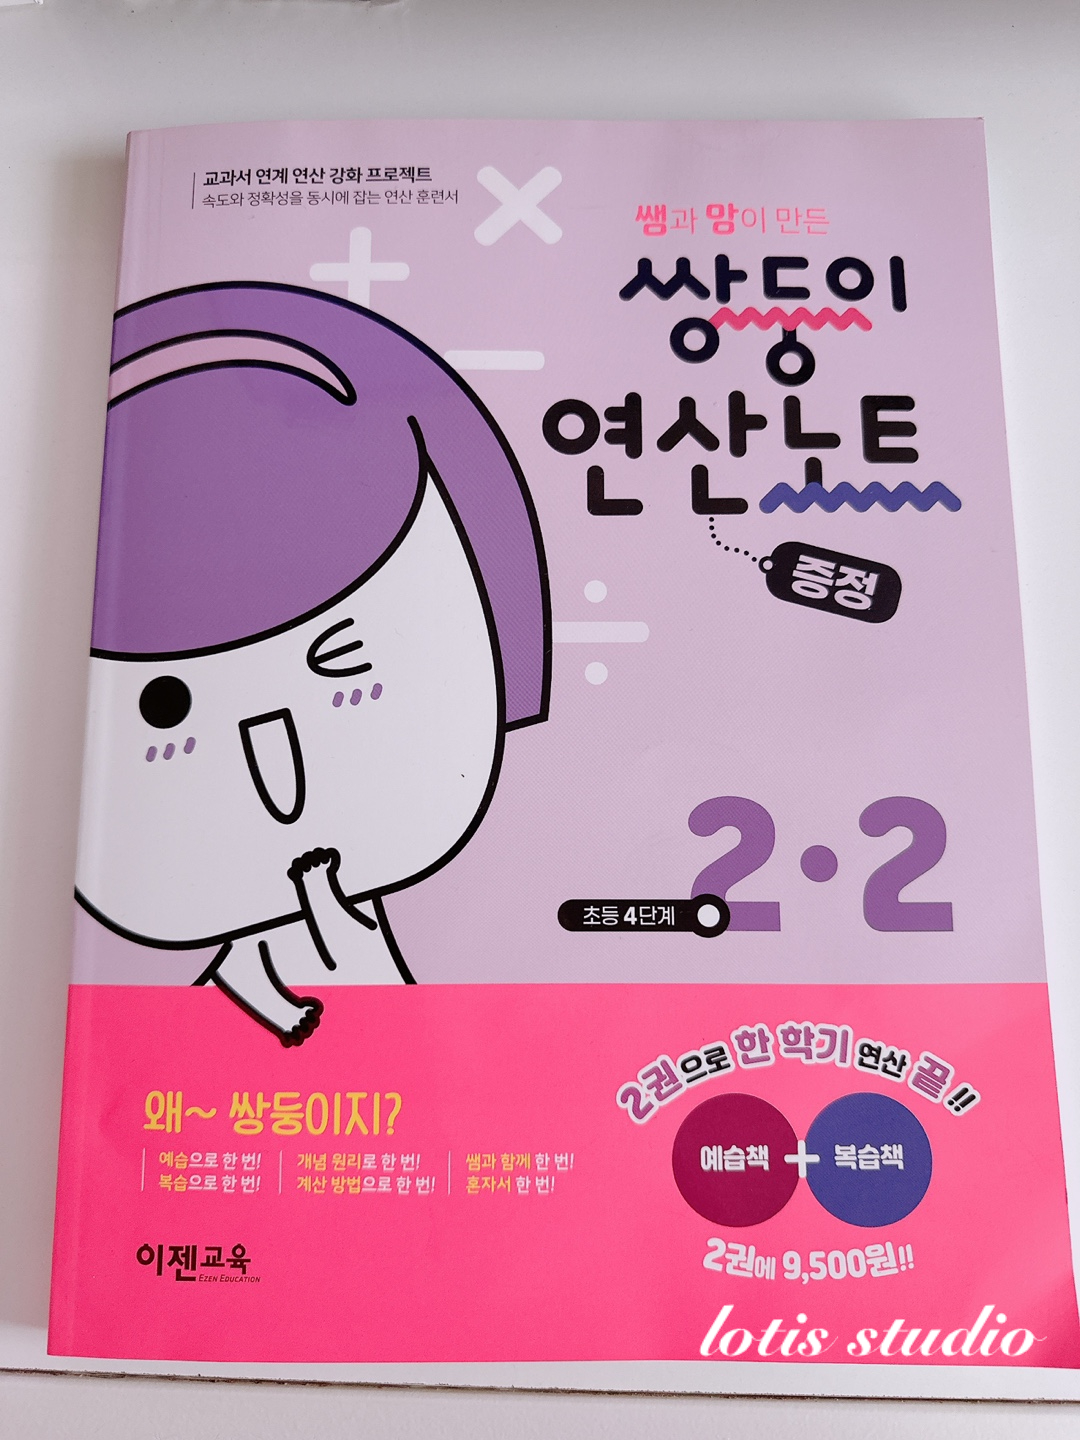 교과서 연계 연산 강화 프로젝트
속도와 정확성을 동시에 잡는 연산 훈련서
쌤과 맘이 만든
쌍둥이
연산노트
증정
2·2
초등 4단계
2권으로 한 학기 연산 끝!!
예습책 + 복습책
2권에 9,500원!!
왜~ 쌍둥이지?
예습으로 한 번! 개념 원리로 한 번! 쌤과 함께 한 번!
복습으로 한 번! 계산 방법으로 한 번! 혼자서 한 번!
이젠교육
EZEN EDUCATION
lotis studio